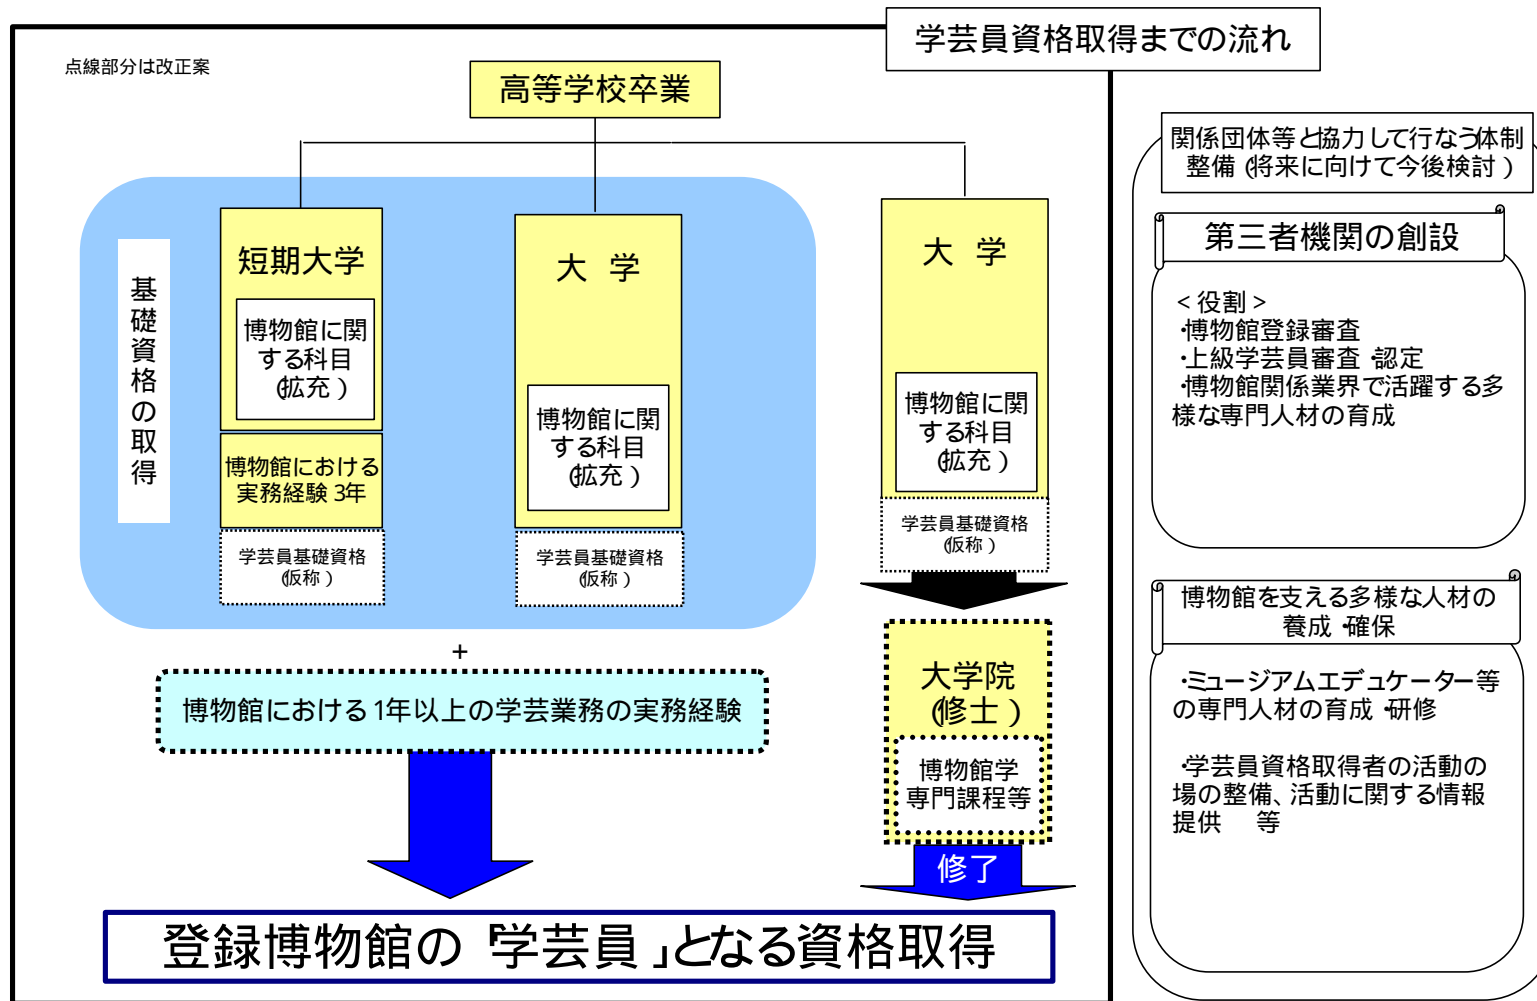 学芸員資格取得までの流れ
点線部分は改正案
高等学校卒業
基礎資格の取得
短期大学
博物館に関
する科目
(拡充)
博物館における
実務経験3年
学芸員基礎資格
(仮称)
大 学
博物館に関
する科目
(拡充)
学芸員基礎資格
(仮称)
大 学
博物館に関
する科目
(拡充)
学芸員基礎資格
(仮称)
+
博物館における1年以上の学芸業務の実務経験
大学院
(修士)
博物館学
専門課程等
修了
登録博物館の「学芸員」となる資格取得
関係団体等と協力して行なう体制
整備(将来に向けて今後検討)
第三者機関の創設
<役割>
・博物館登録審査
・上級学芸員審査・認定
・博物館関係業界で活躍する多
様な専門人材の育成
博物館を支える多様な人材の
養成・確保
・ミュージアムエデュケーター等
の専門人材の育成・研修
・学芸員資格取得者の活動の
場の整備、活動に関する情報
提供 等